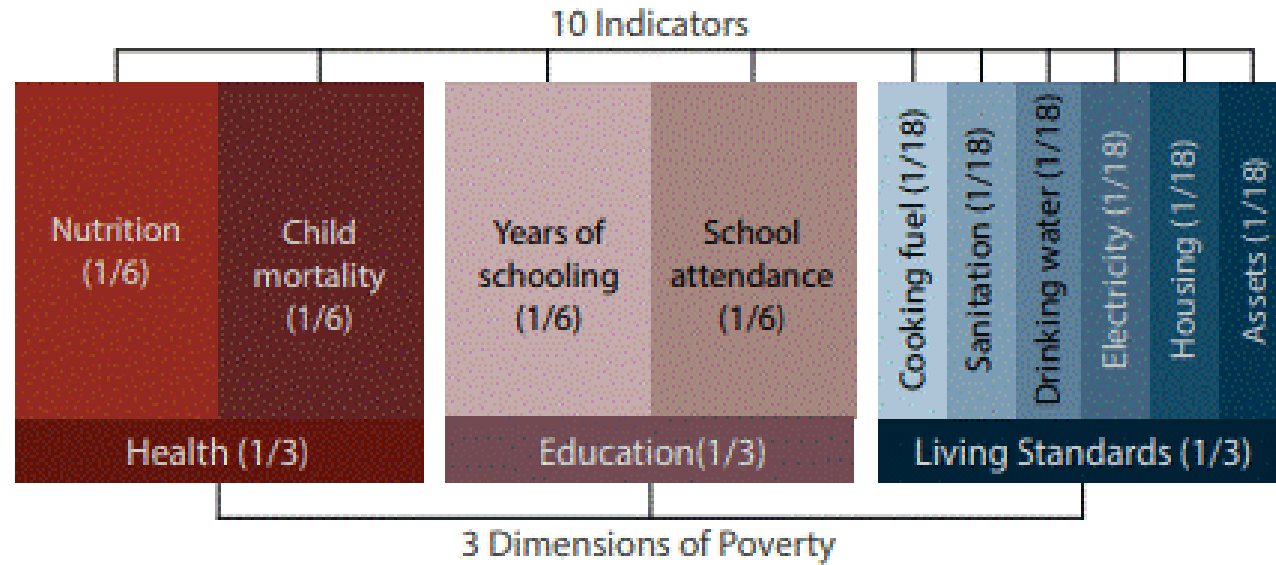 10 Indicators
Nutrition
(1/6)
Child
mortality
(1/6)
Years of
schooling
(1/6)
School
attendance
(1/6)
Cooking fuel (1/18)
Sanitation (1/18)
Drinking water (1/18)
Electricity (1/18)
Housing (1/18)
Assets (1/18)
Health (1/3)
Education(1/3)
Living Standards (1/3)
3 Dimensions of Poverty